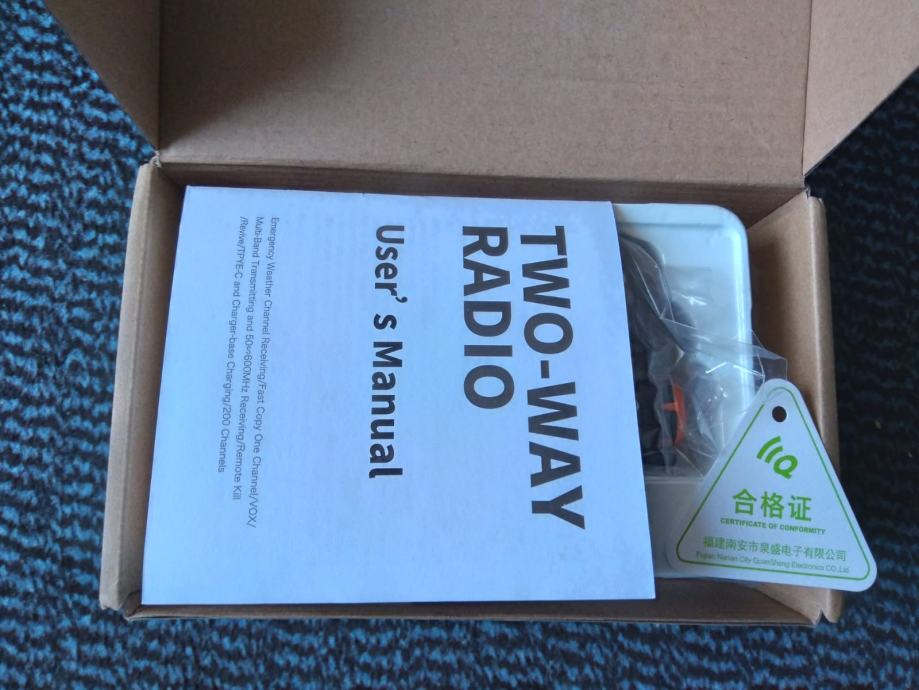 TWO-WAY
RADIO
User's Manual
Emergency Weather Channel Receiving/Fast Copy One Channel/VOX/
Multi-Band Transmitting and 50∽600MHz Receiving/Remote Kill
/Revive/TPYE-C and Charger-base Charging/200 Channels
合格证
CERTIFICATE OF CONFORMITY
福建南安市泉盛电子有限公司
Fujian Nanan City QuanSheng Electronics CO.,Ltd